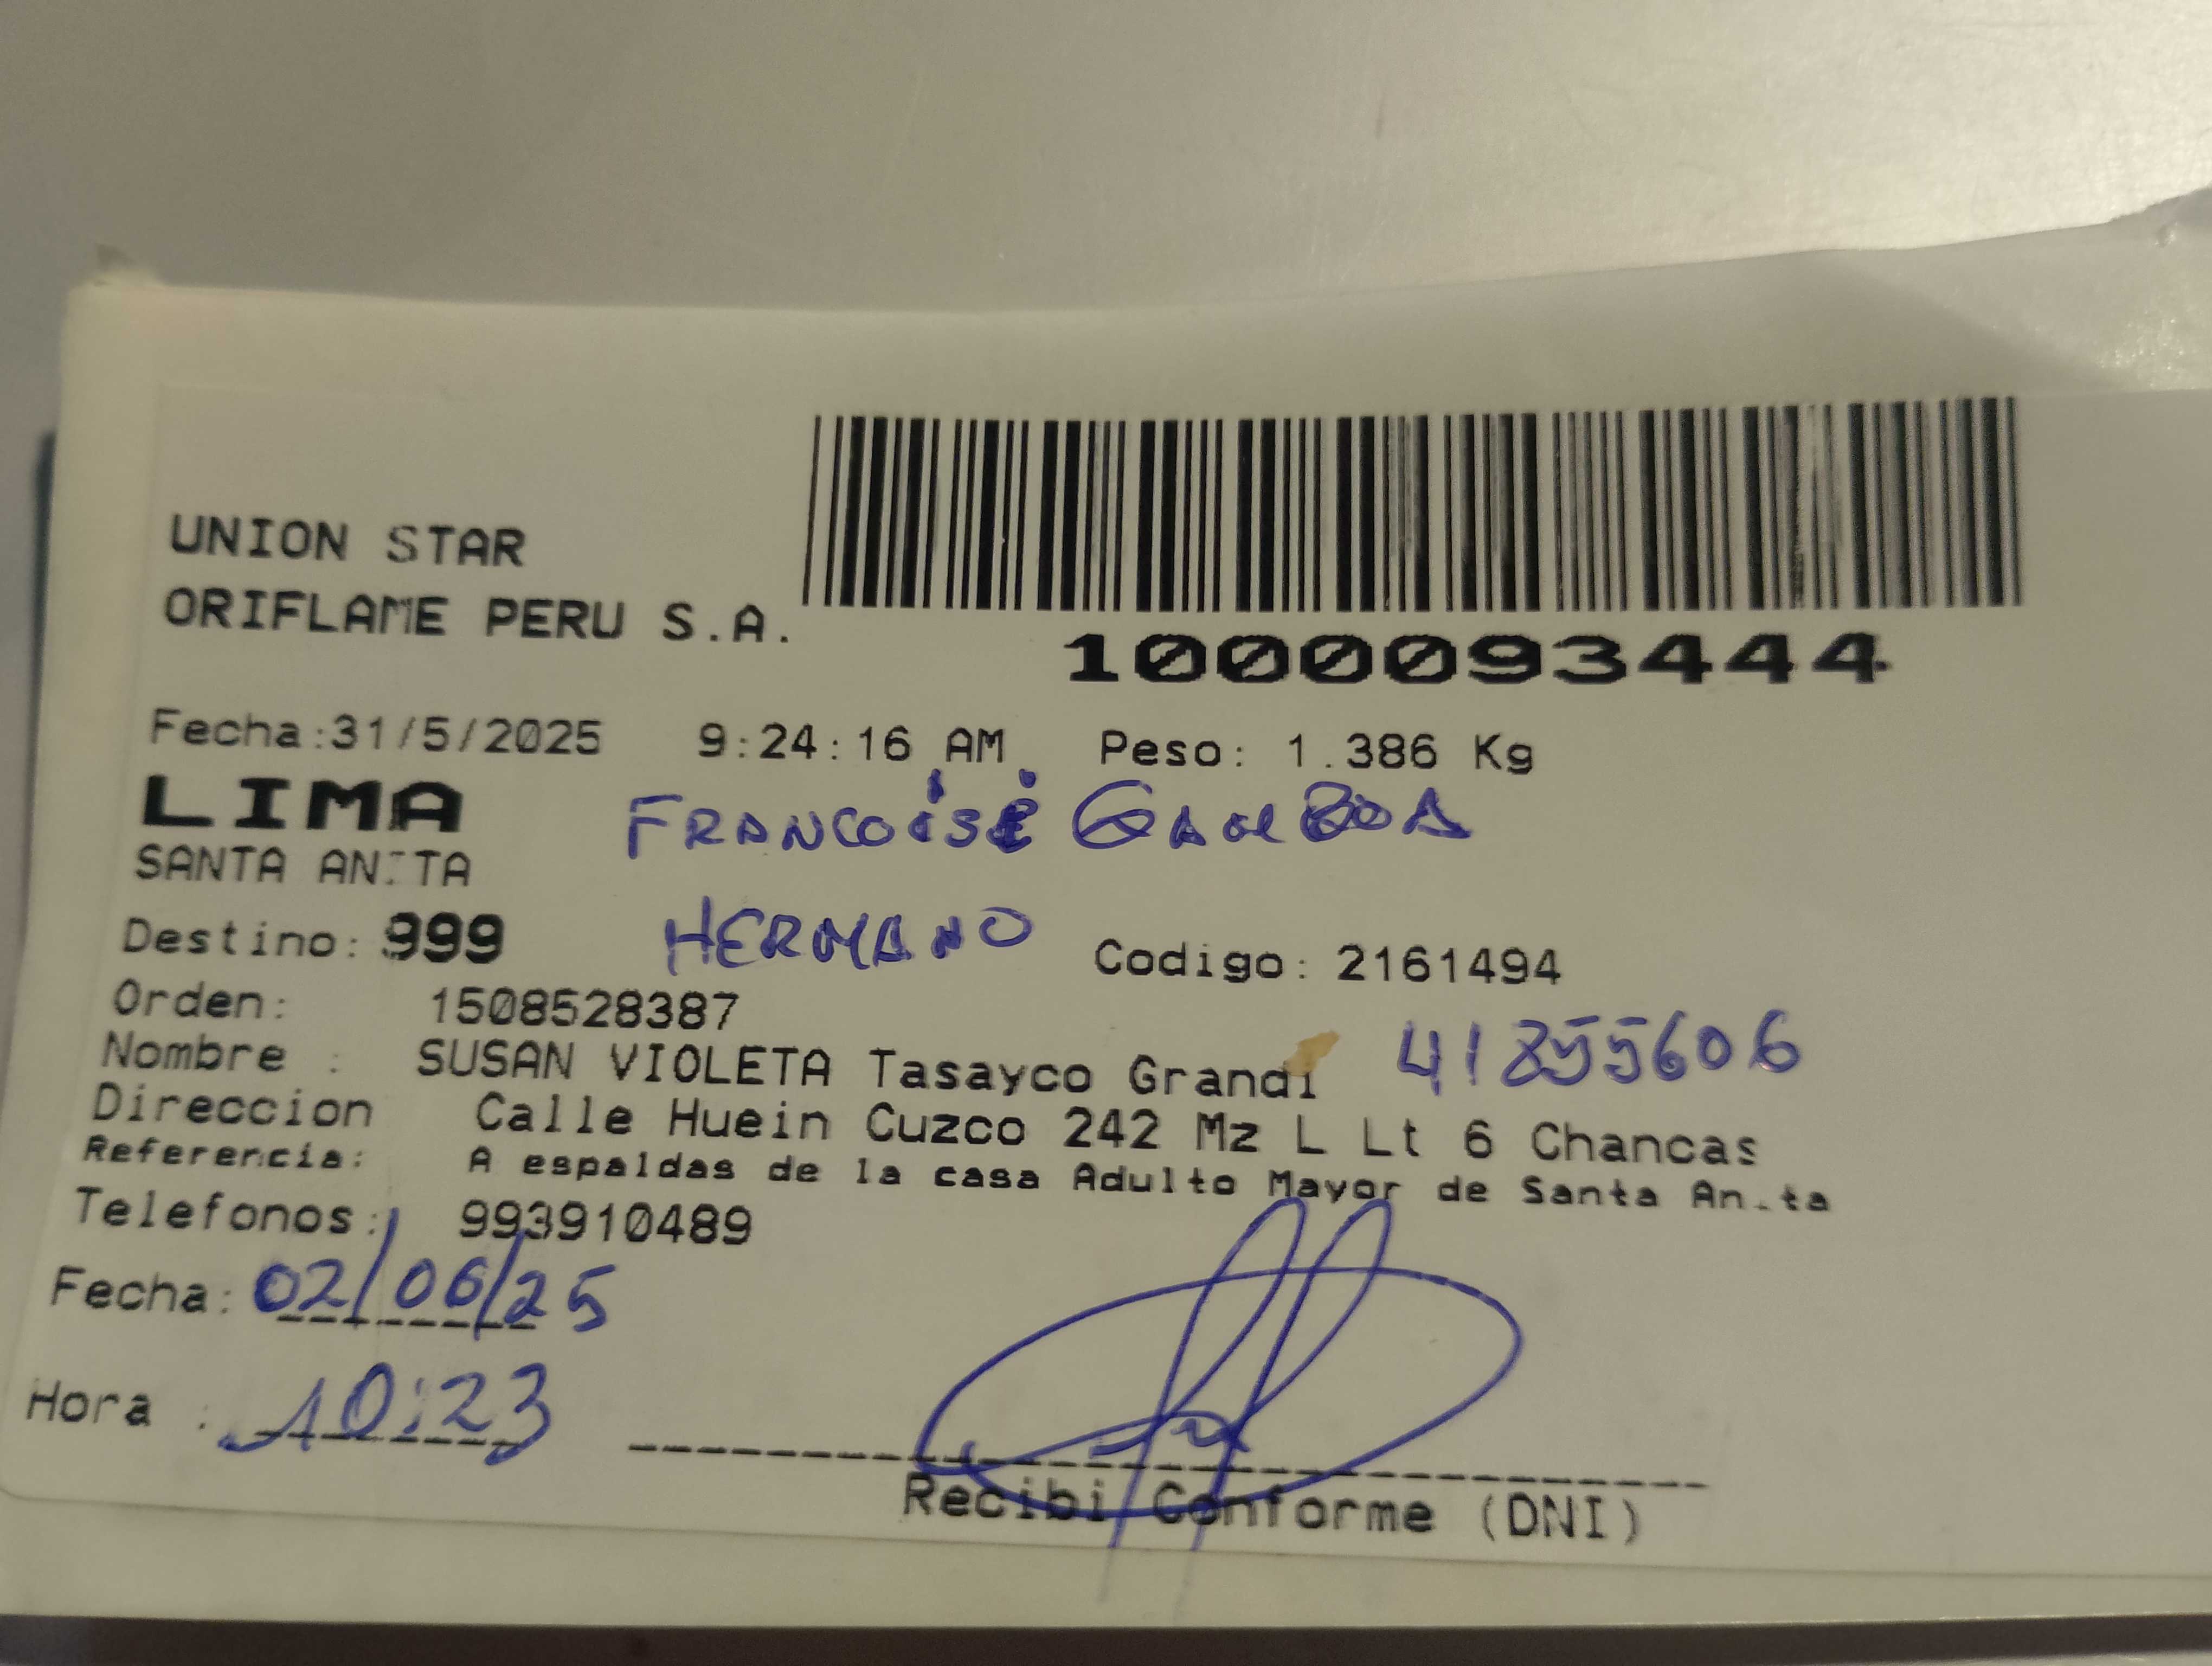 UNION STAR
ORIFLAME PERU S.A.
1000093444
Fecha:31/5/2025 9:24:16 AM Peso: 1.386 Kg
LIMA
FRANCOISE GAMBOA
SANTA ANITA
Destino: 999 HERMANO Codigo: 2161494
Orden: 1508528387
Nombre : SUSAN VIOLETA Tasayco Grandi 41855606
Direccion Calle Huein Cuzco 242 Mz L Lt 6 Chancas
Referencia: A espaldas de la casa Adulto Mayor de Santa Anita
Telefonos: 993910489
Fecha: 02/06/25
Hora : 10:23
Recibi Conforme (DNI)